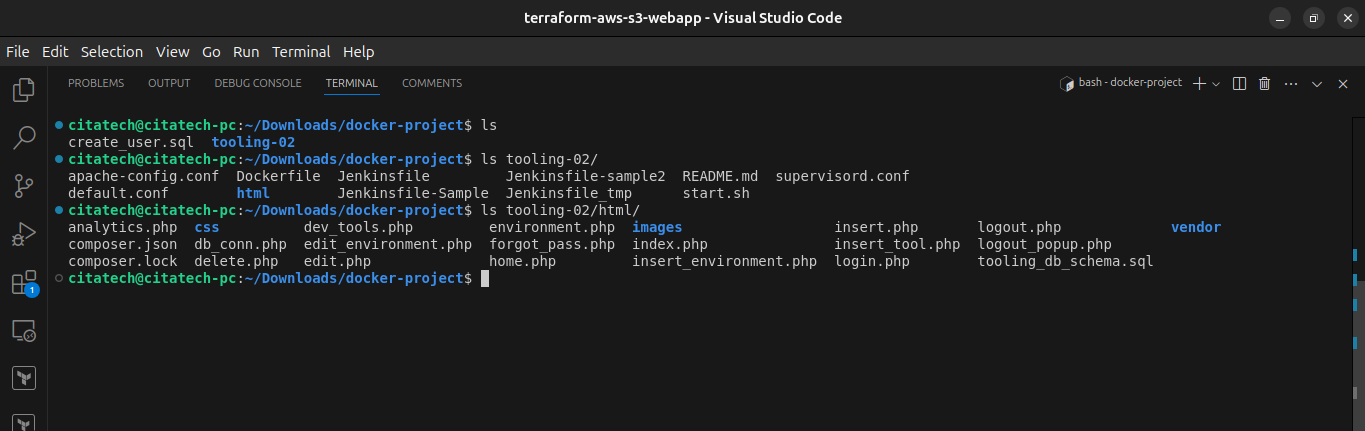 terraform-aws-s3-webapp - Visual Studio Code
File Edit Selection View Go Run Terminal Help
PROBLEMS OUTPUT DEBUG CONSOLE TERMINAL COMMENTS bash - docker-project
citatech@citatech-pc:~/Downloads/docker-project$ ls
create_user.sql tooling-02
citatech@citatech-pc:~/Downloads/docker-project$ ls tooling-02/
apache-config.conf Dockerfile Jenkinsfile Jenkinsfile-sample2 README.md supervisord.conf
default.conf html Jenkinsfile-Sample Jenkinsfile_tmp start.sh
citatech@citatech-pc:~/Downloads/docker-project$ ls tooling-02/html/
analytics.php css dev_tools.php environment.php images insert.php logout.php vendor
composer.json db_conn.php edit_environment.php forgot_pass.php index.php insert_tool.php logout_popup.php
composer.lock delete.php edit.php home.php insert_environment.php login.php tooling_db_schema.sql
citatech@citatech-pc:~/Downloads/docker-project$
1